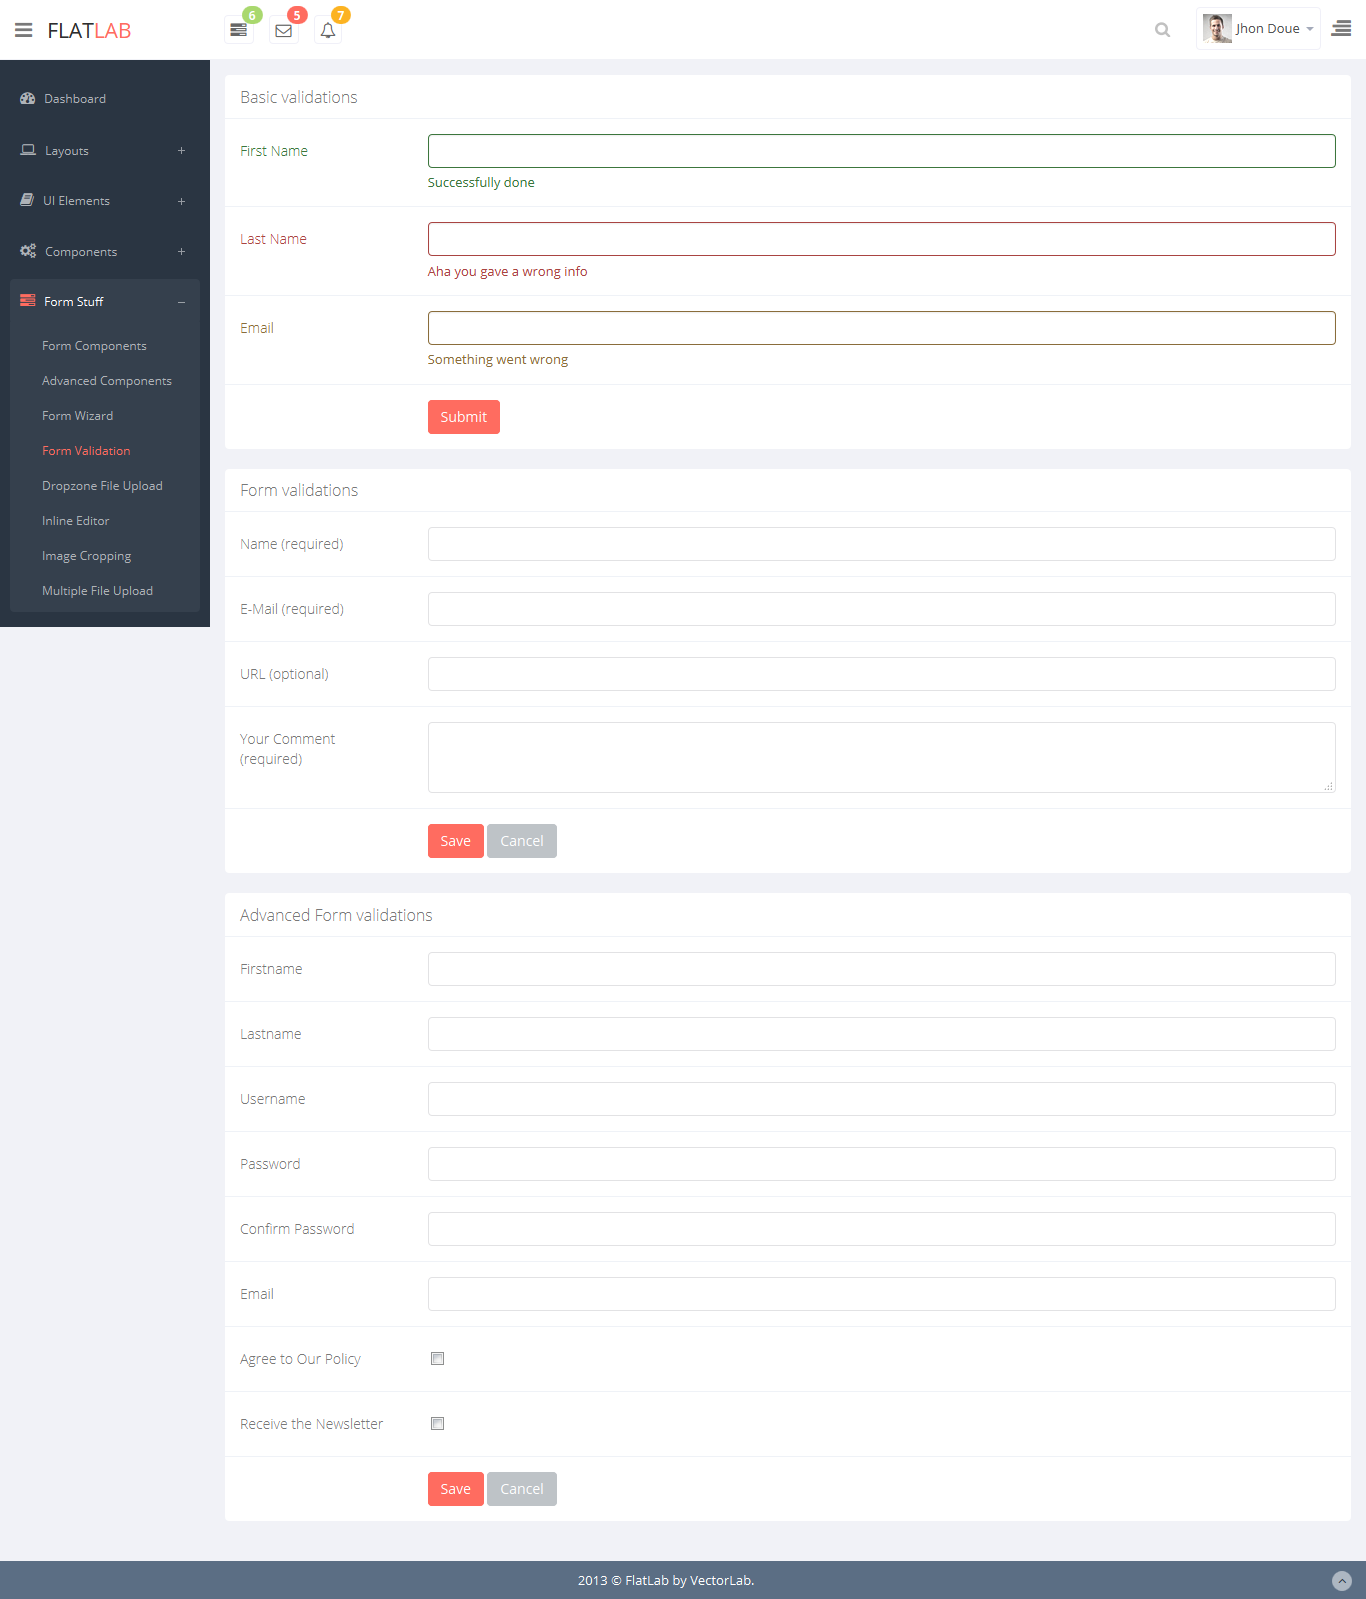 FLATLAB
6
5
7
Jhon Doue
Dashboard
Layouts +
UI Elements +
Components +
Form Stuff –
Form Components
Advanced Components
Form Wizard
Form Validation
Dropzone File Upload
Inline Editor
Image Cropping
Multiple File Upload
Basic validations
First Name
Successfully done
Last Name
Aha you gave a wrong info
Email
Something went wrong
Submit
Form validations
Name (required)
E-Mail (required)
URL (optional)
Your Comment
(required)
Save Cancel
Advanced Form validations
Firstname
Lastname
Username
Password
Confirm Password
Email
Agree to Our Policy
Receive the Newsletter
Save Cancel
2013 © FlatLab by VectorLab.